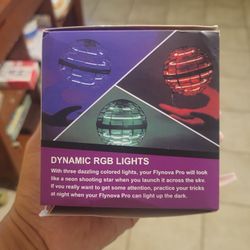 DYNAMIC RGB LIGHTS
With three dazzling colored lights, your Flynova Pro will look
like a neon shooting star when you launch it across the sky.
if you really want to get some attention, practice your tricks
at night when your Flynova Pro can light up the dark.